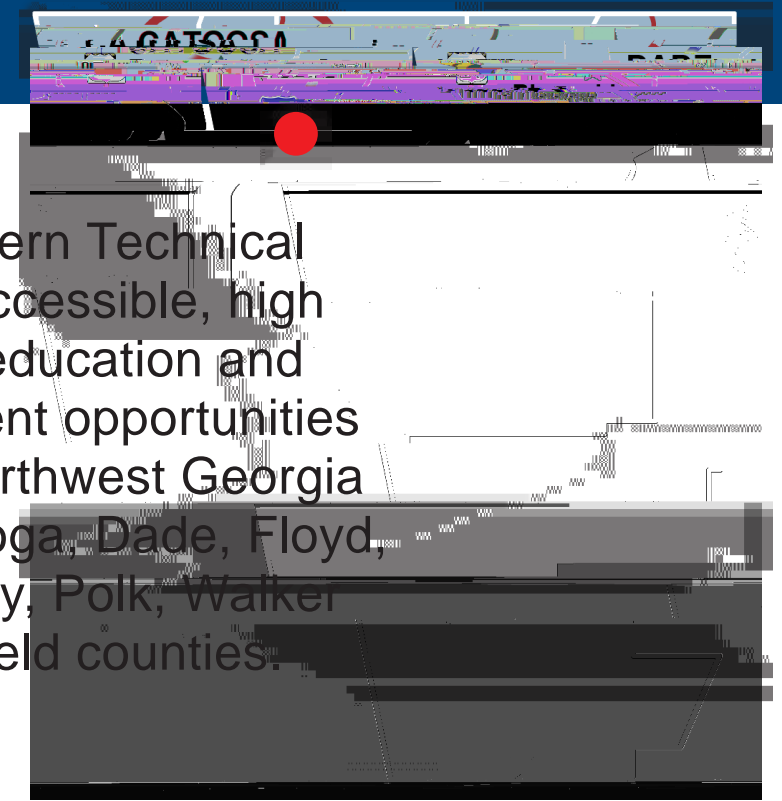 ern Technical
ccessible, high
education and
ent opportunities
rthwest Georgia
oga, Dade, Floyd,
y, Polk, Walker
eld counties.